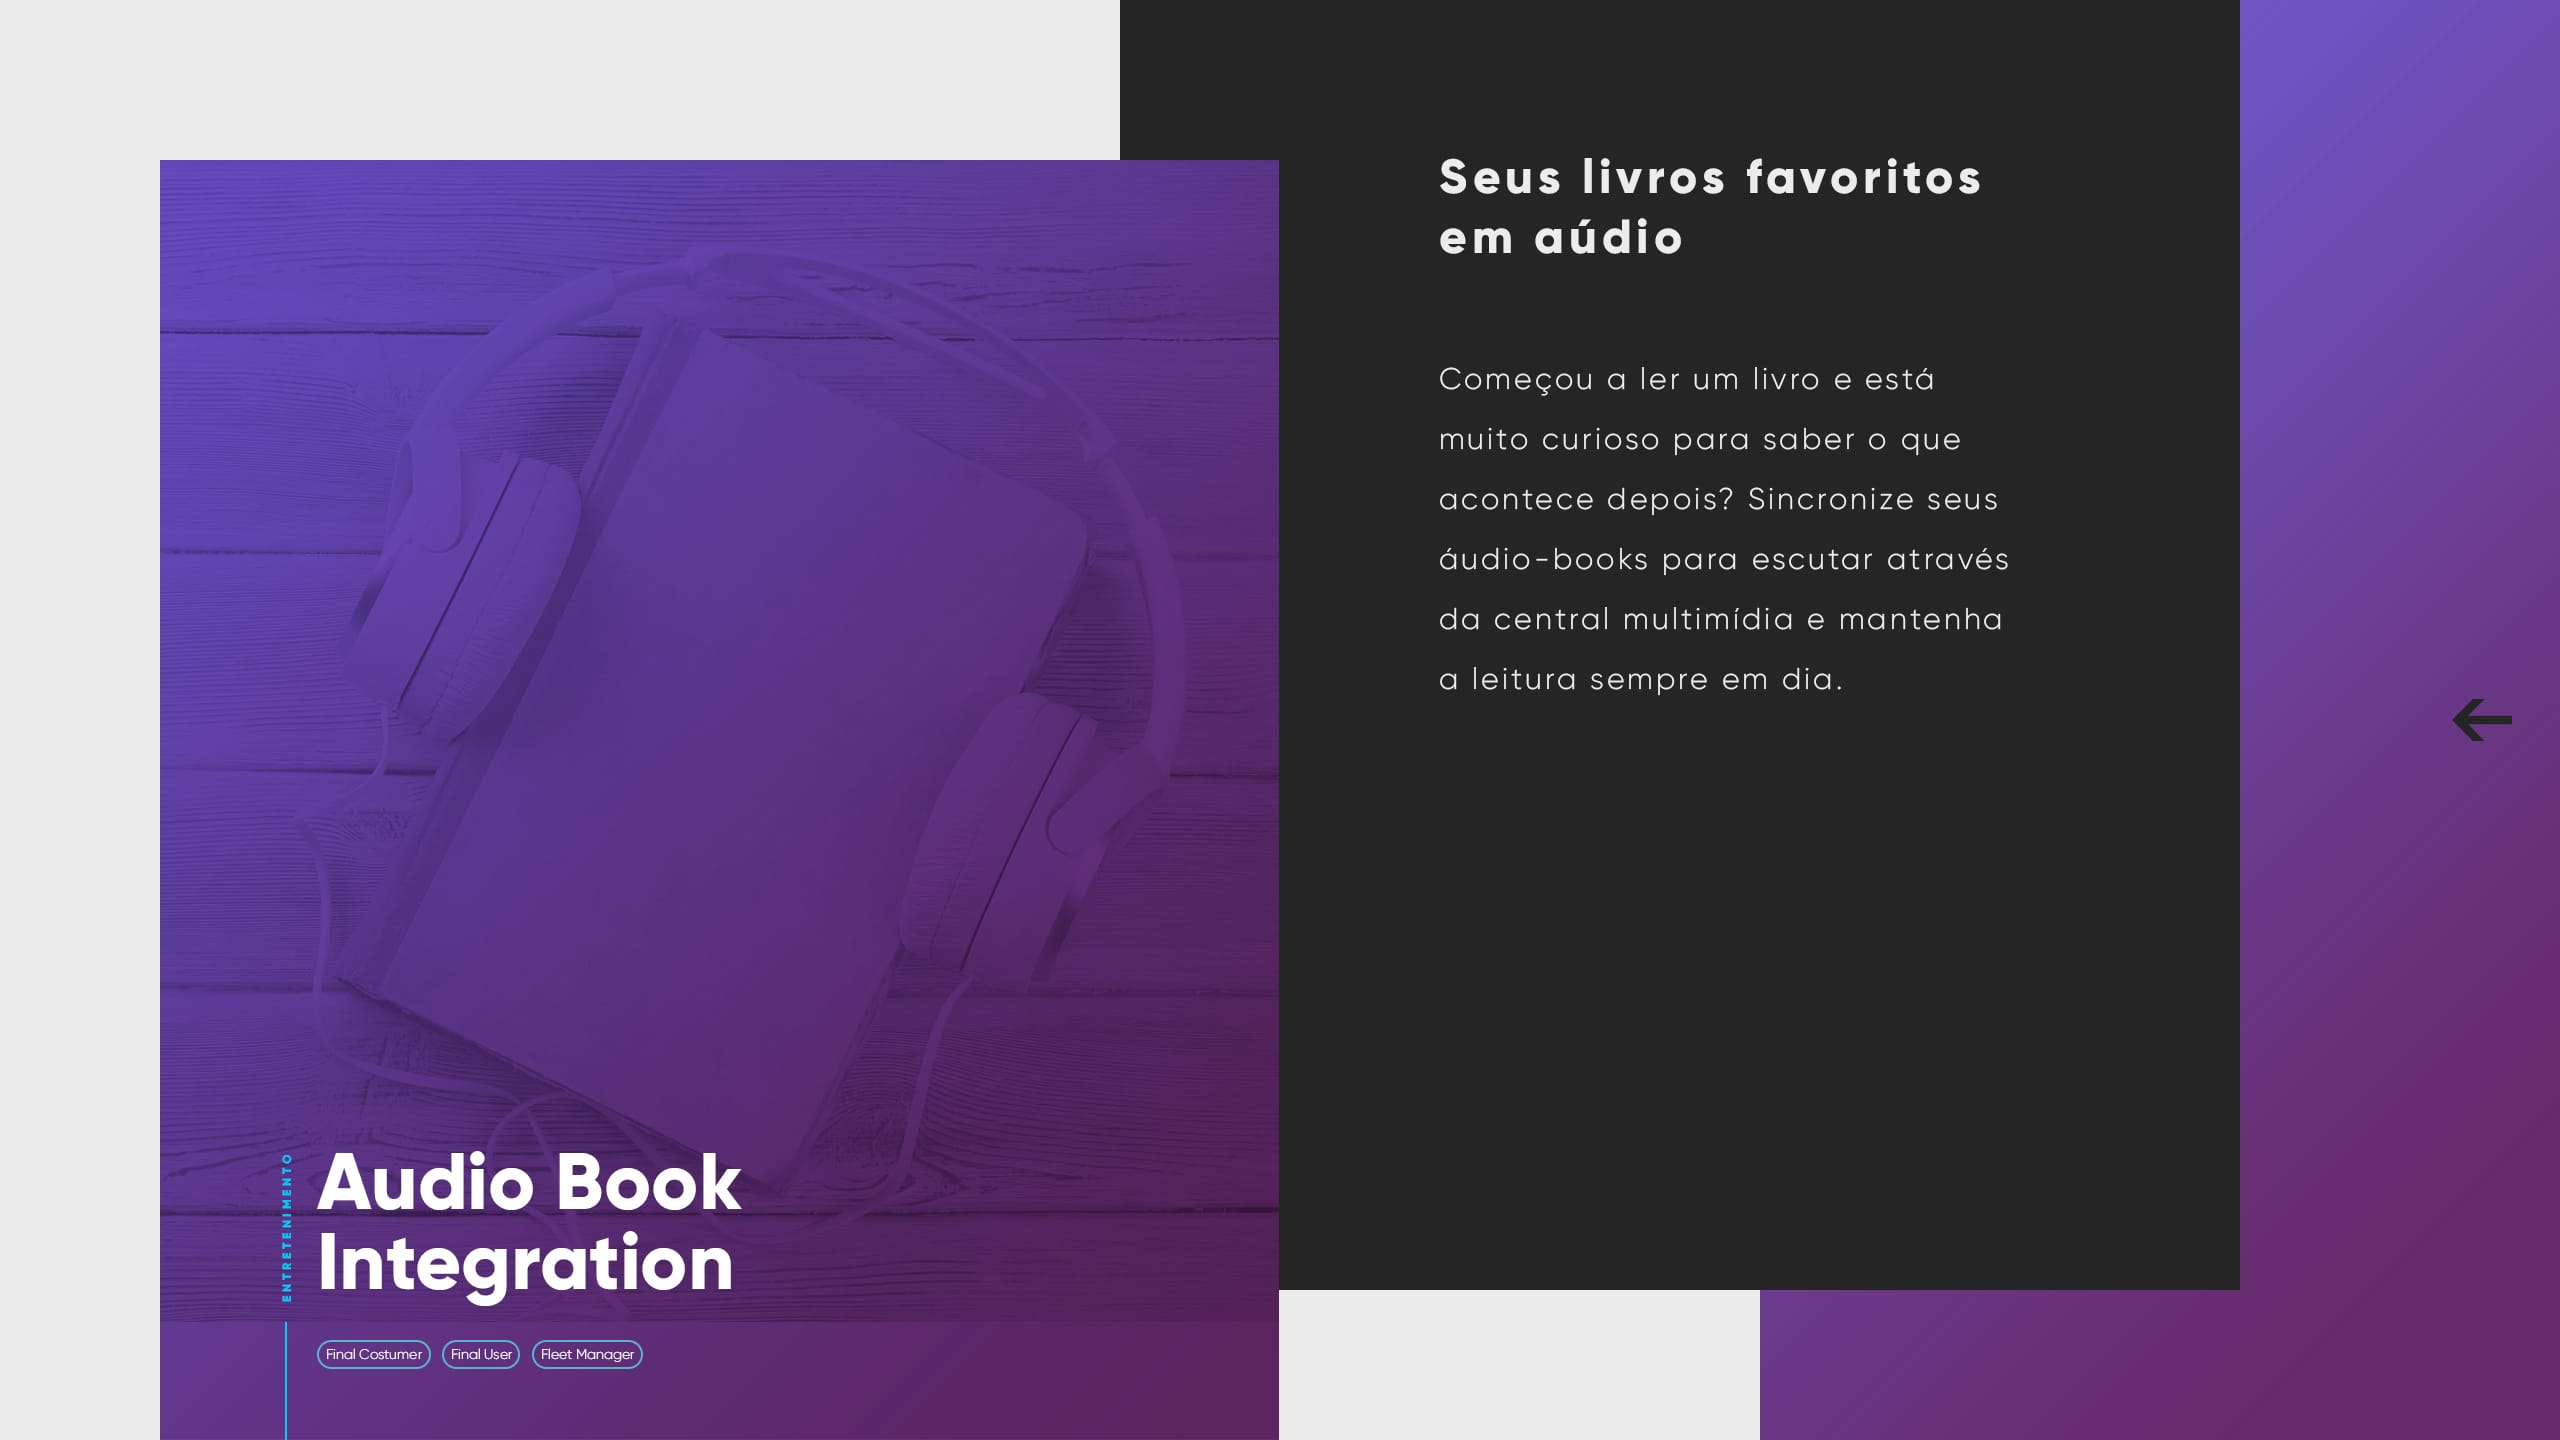 ENTRETENIMENTO
Audio Book
Integration
Final Costumer
Final User
Fleet Manager
Seus livros favoritos
em aúdio
Começou a ler um livro e está
muito curioso para saber o que
acontece depois? Sincronize seus
áudio-books para escutar através
da central multimídia e mantenha
a leitura sempre em dia.